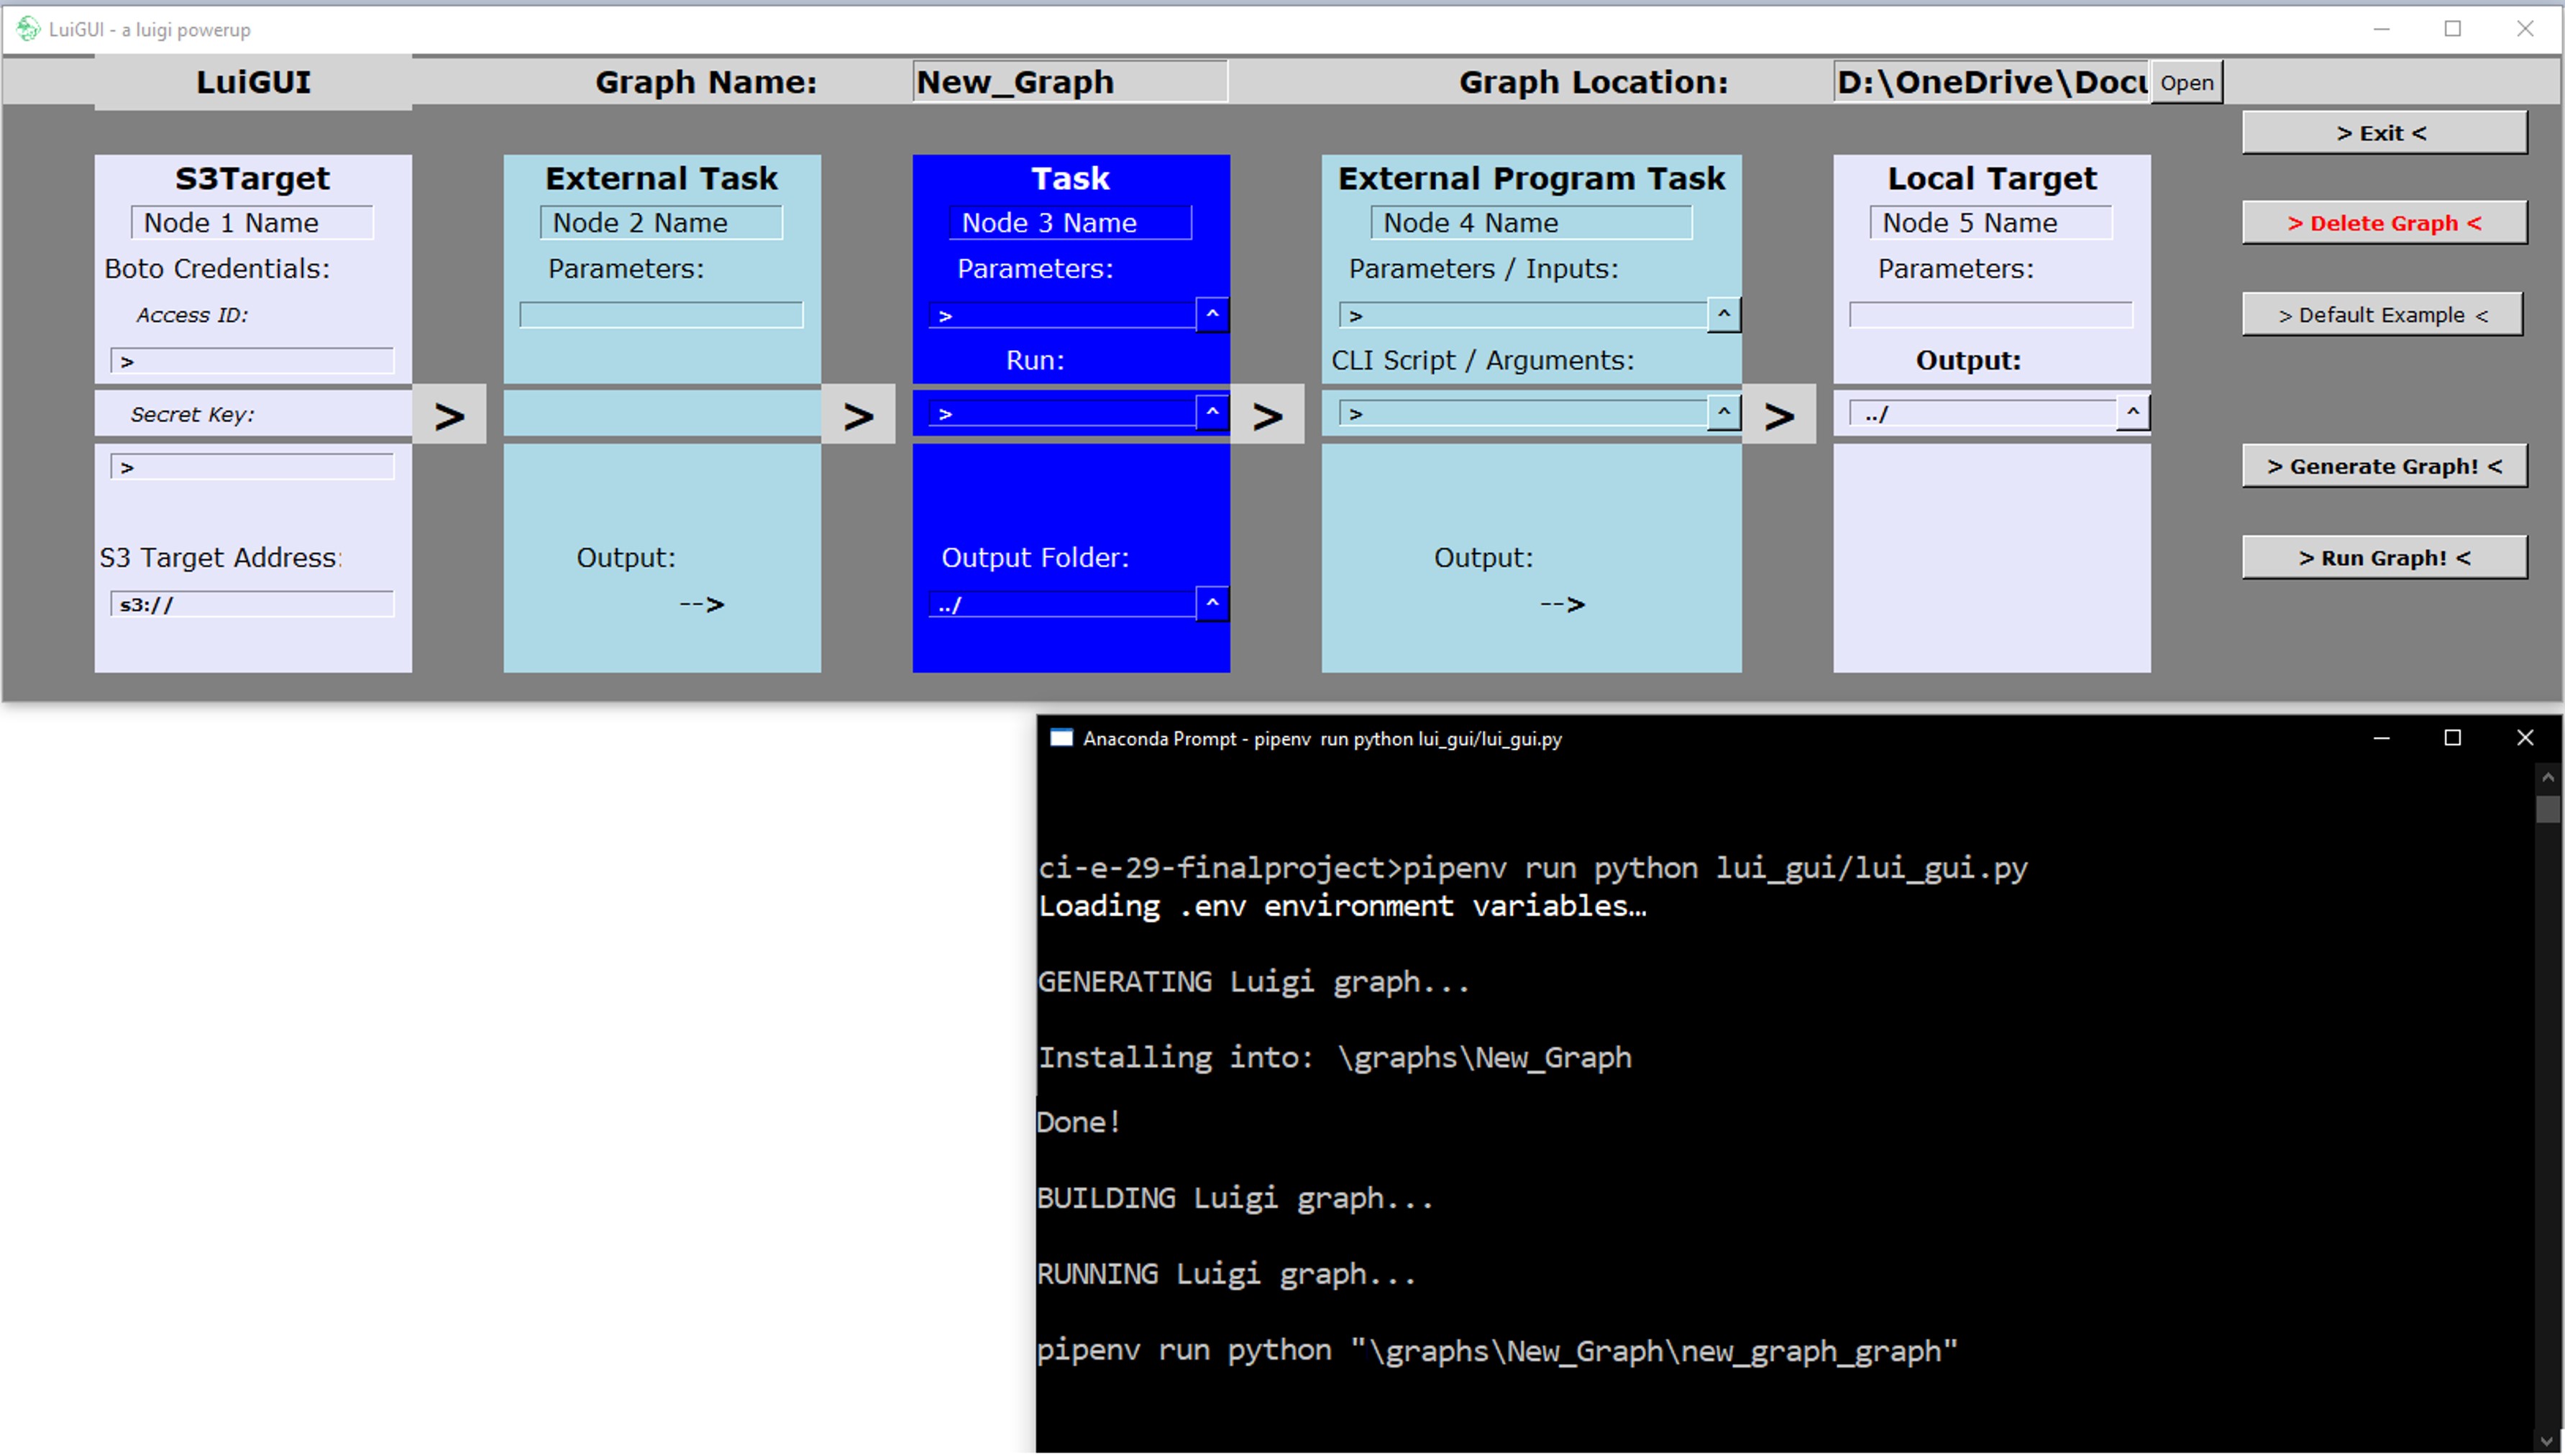 LuiGUI - a luigi powerup
LuiGUI Graph Name: New_Graph Graph Location: D:\OneDrive\Docu Open
> Exit <
> Delete Graph <
> Default Example <
> Generate Graph! <
> Run Graph! <
S3Target
Node 1 Name
Boto Credentials:
Access ID:
>
Secret Key:
>
S3 Target Address:
s3://
>
External Task
Node 2 Name
Parameters:
Output:
-->
>
Task
Node 3 Name
Parameters:
> ^
Run:
> ^
Output Folder:
../ ^
>
External Program Task
Node 4 Name
Parameters / Inputs:
> ^
CLI Script / Arguments:
> ^
Output:
-->
>
Local Target
Node 5 Name
Parameters:
Output:
../ ^
Anaconda Prompt - pipenv run python lui_gui/lui_gui.py
ci-e-29-finalproject>pipenv run python lui_gui/lui_gui.py
Loading .env environment variables…
GENERATING Luigi graph...
Installing into: \graphs\New_Graph
Done!
BUILDING Luigi graph...
RUNNING Luigi graph...
pipenv run python "\graphs\New_Graph\new_graph_graph"